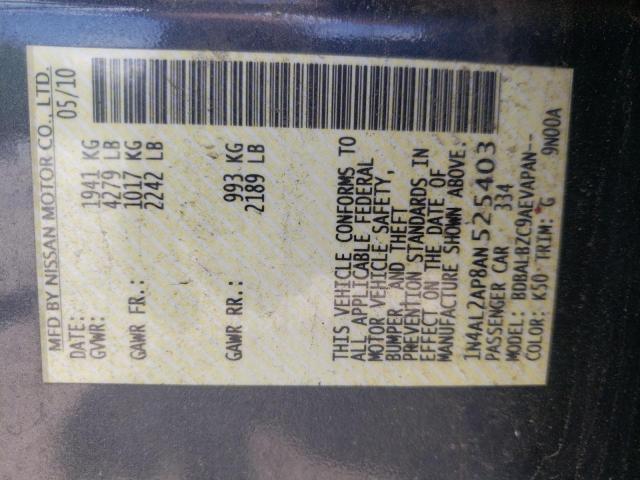 MFD BY NISSAN MOTOR CO., LTD.
DATE: 05/10
GVWR: 1941 KG
4279 LB
GAWR FR.: 1017 KG
2242 LB
GAWR RR.: 993 KG
2189 LB
THIS VEHICLE CONFORMS TO
ALL APPLICABLE FEDERAL
MOTOR VEHICLE SAFETY,
BUMPER, AND THEFT
PREVENTION STANDARDS IN
EFFECT ON THE DATE OF
MANUFACTURE SHOWN ABOVE.
1N4AL2AP8AN525403
PASSENGER CAR 334
MODEL: BDBALBZC9AEVAPAN--
COLOR: K50 TRIM: G 9N00A